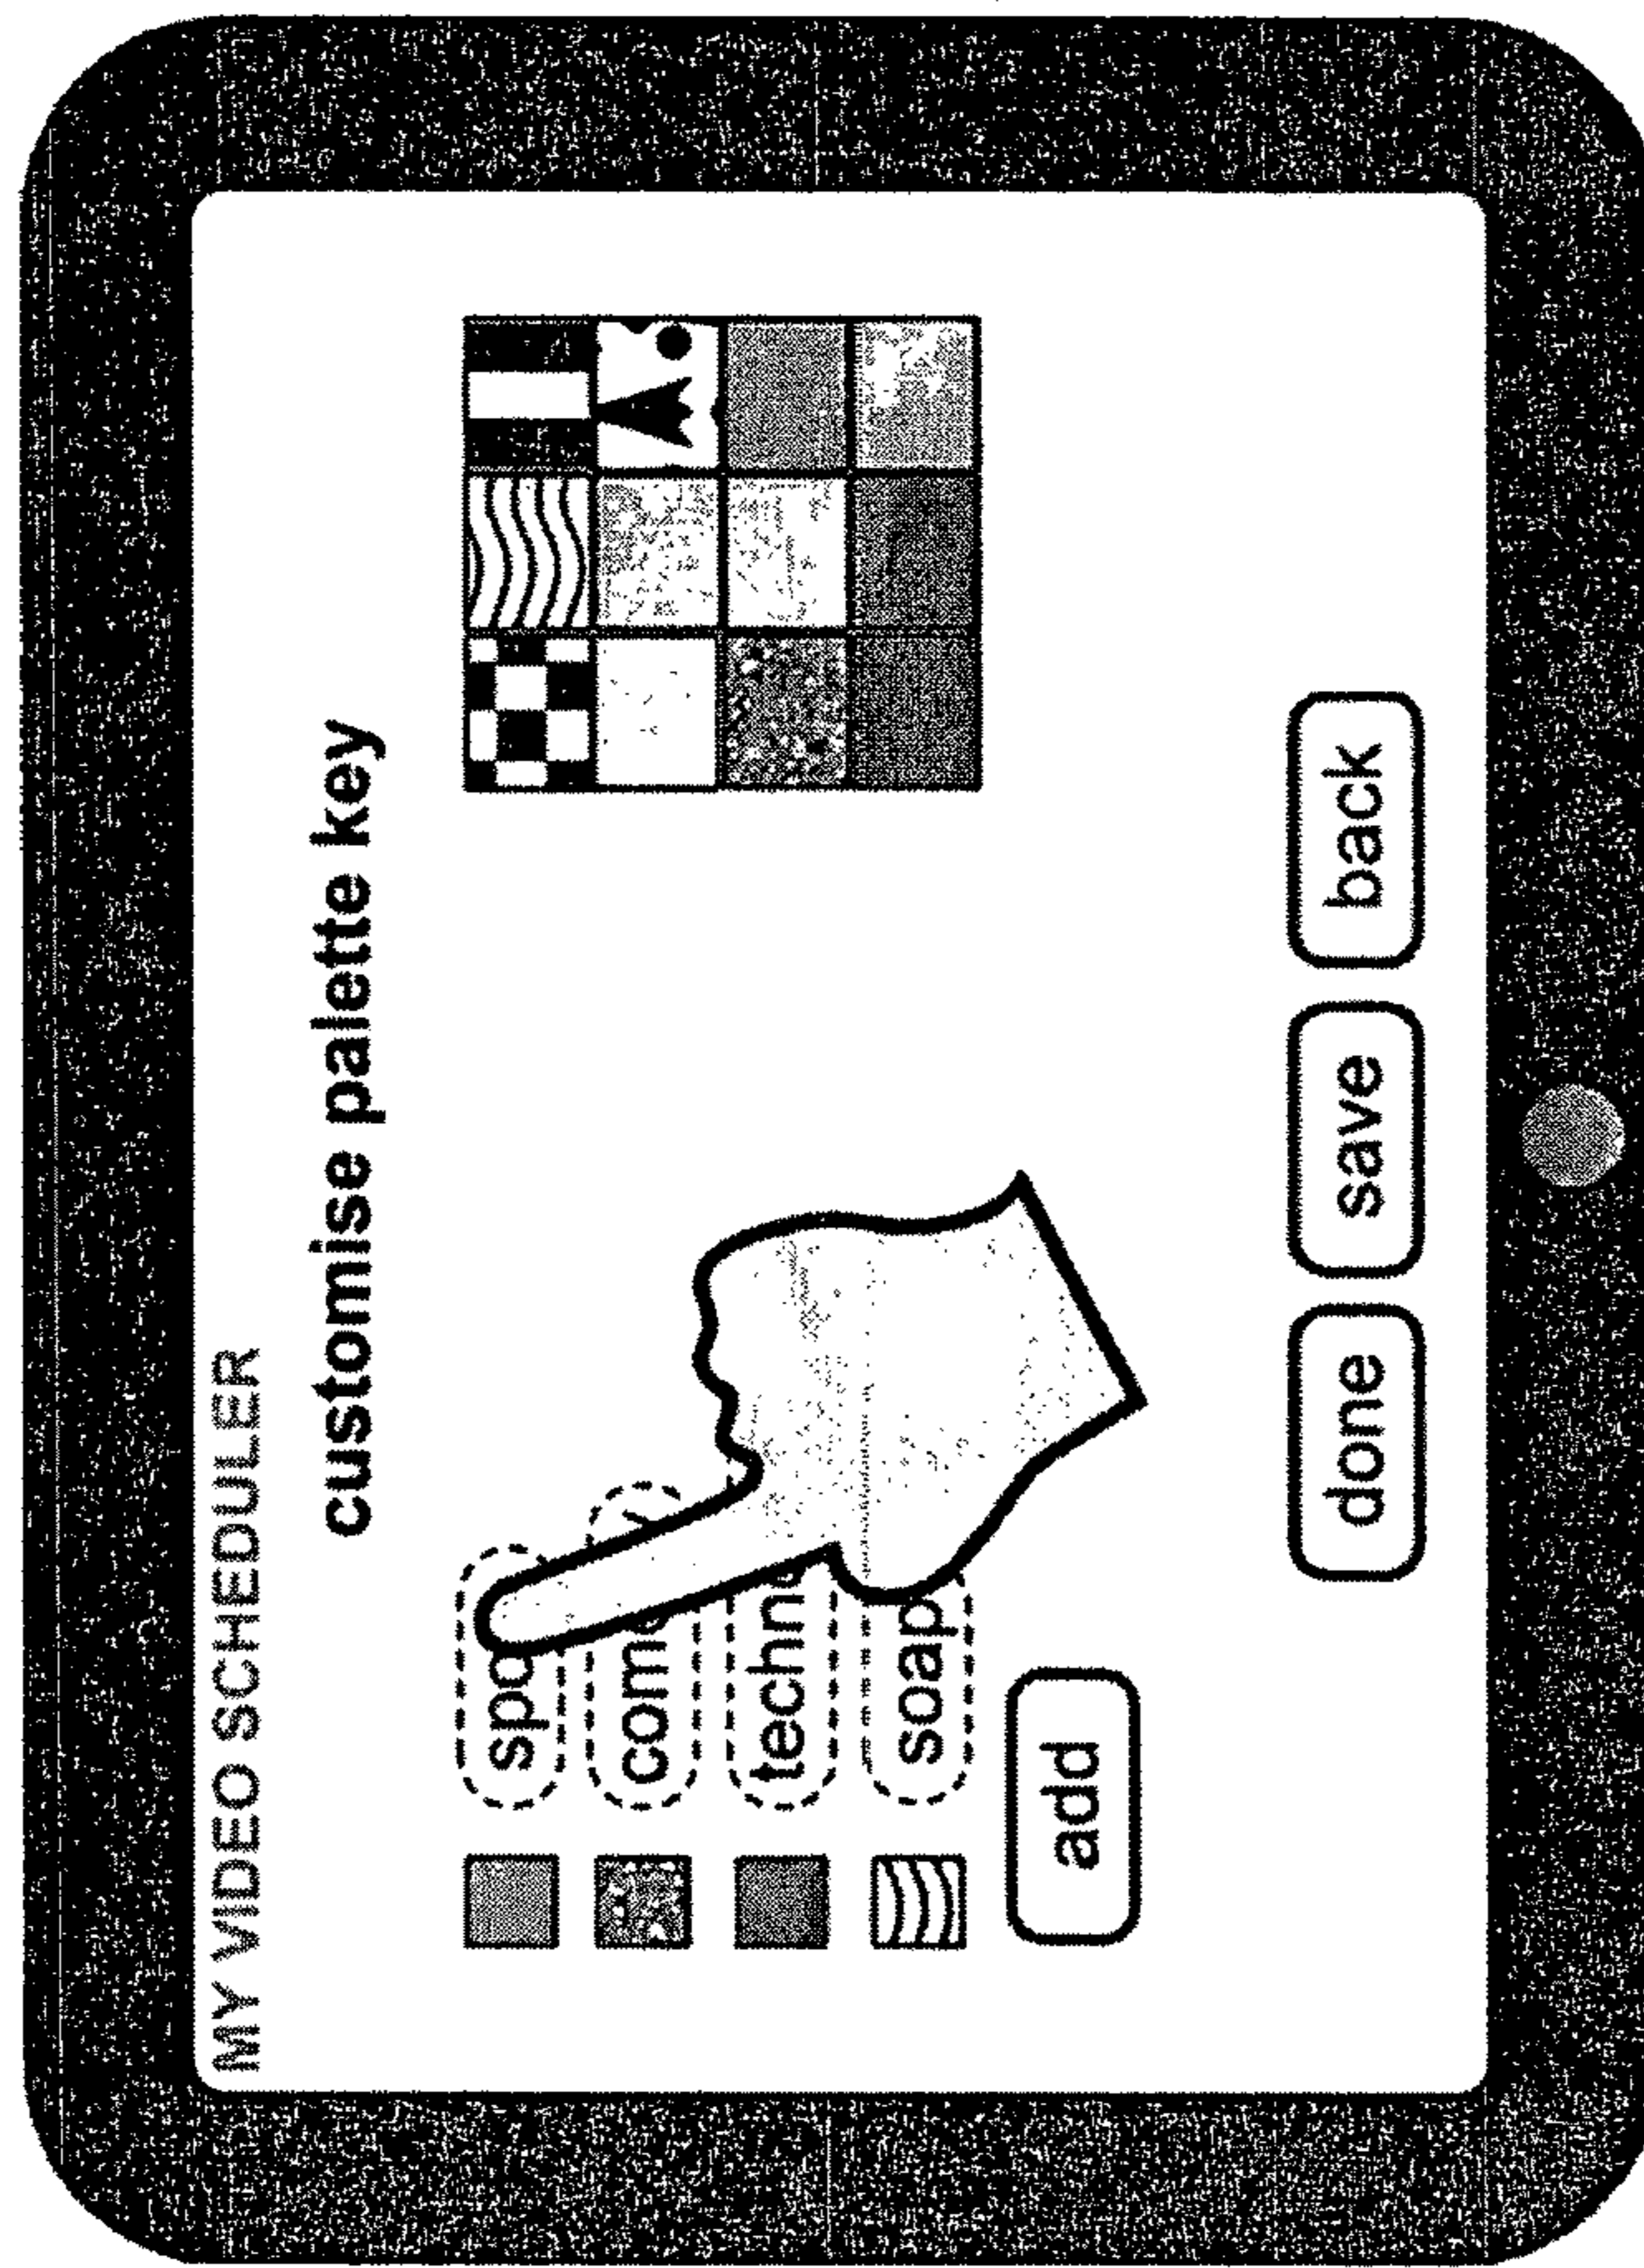 MY VIDEO SCHEDULER
customise palette key
spo
com
techn
soap
add
done save back